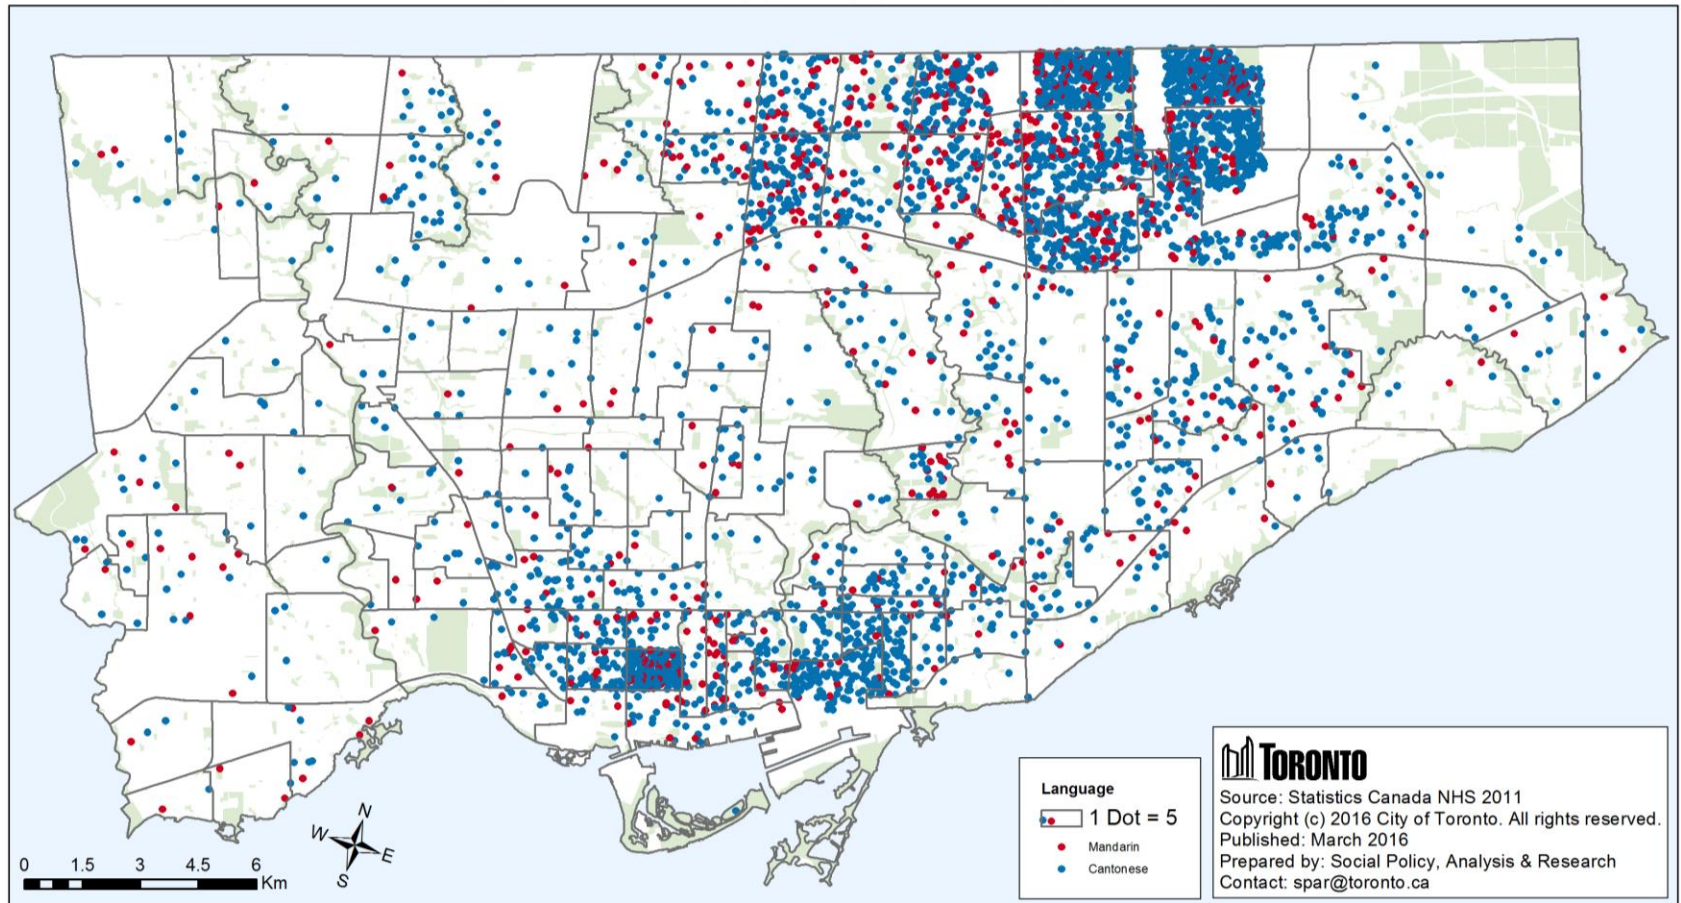 N
W
E
S
0 1.5 3 4.5 6
Km
Language
1 Dot = 5
Mandarin
Cantonese
TORONTO
Source: Statistics Canada NHS 2011
Copyright (c) 2016 City of Toronto. All rights reserved.
Published: March 2016
Prepared by: Social Policy, Analysis & Research
Contact: spar@toronto.ca